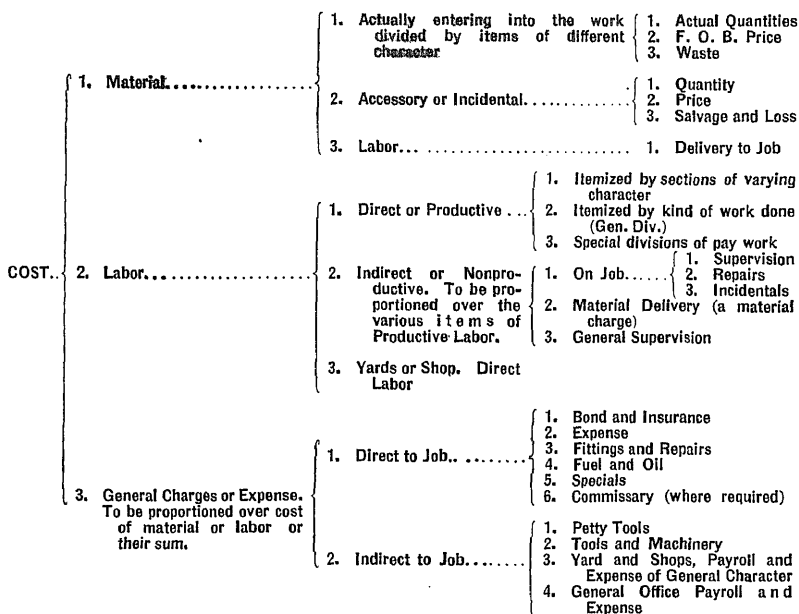 COST..
1. Material....................
1. Actually entering into the work
divided by items of different
character
1. Actual Quantities
2. F. O. B. Price
3. Waste
2. Accessory or Incidental..............
1. Quantity
2. Price
3. Salvage and Loss
3. Labor... ....................
1. Delivery to Job
2. Labor......................
1. Direct or Productive ...
1. Itemized by sections of varying
character
2. Itemized by kind of work done
(Gen. Div.)
3. Special divisions of pay work
2. Indirect or Nonpro-
ductive. To be pro-
portioned over the
various items of
Productive Labor.
1. On Job......
1. Supervision
2. Repairs
3. Incidentals
2. Material Delivery (a material
charge)
3. General Supervision
3. Yards or Shop. Direct
Labor
3. General Charges or Expense.
To be proportioned over cost
of material or labor or
their sum.
1. Direct to Job..........
1. Bond and Insurance
2. Expense
3. Fittings and Repairs
4. Fuel and Oil
5. Specials
6. Commissary (where required)
2. Indirect to Job........
1. Petty Tools
2. Tools and Machinery
3. Yard and Shops, Payroll and
Expense of General Character
4. General Office Payroll and
Expense